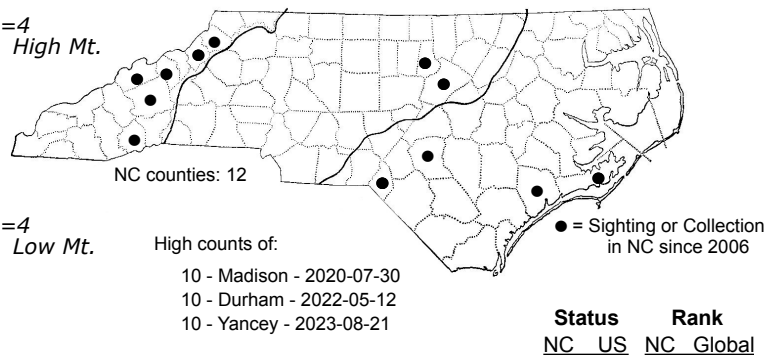 =4
High Mt.
NC counties: 12
=4
Low Mt.
High counts of:
10 - Madison - 2020-07-30
10 - Durham - 2022-05-12
10 - Yancey - 2023-08-21
● = Sighting or Collection
in NC since 2006
Status Rank
NC US NC Global